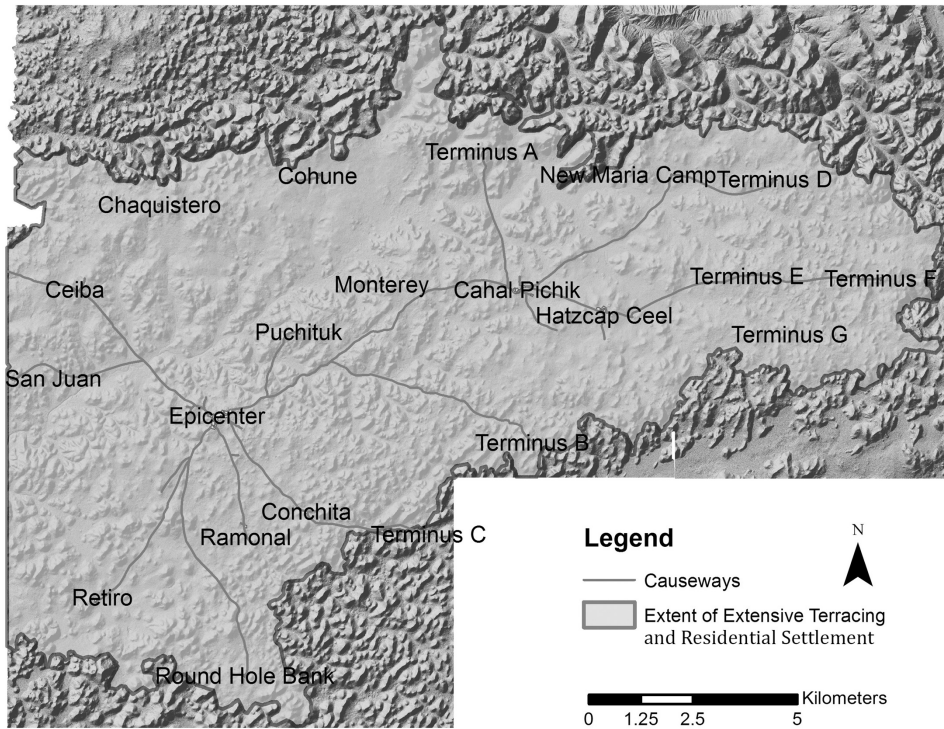 Terminus A
Cohune
New Maria Camp
Terminus D
Chaquistero
Ceiba
Monterey
Cahal Pichik
Terminus E
Terminus F
Hatzcap Ceel
Puchituk
Terminus G
San Juan
Epicenter
Terminus B
Conchita
Ramonal
Terminus C
Retiro
Round Hole Bank
Legend
N
Causeways
Extent of Extensive Terracing
and Residential Settlement
Kilometers
0 1.25 2.5 5